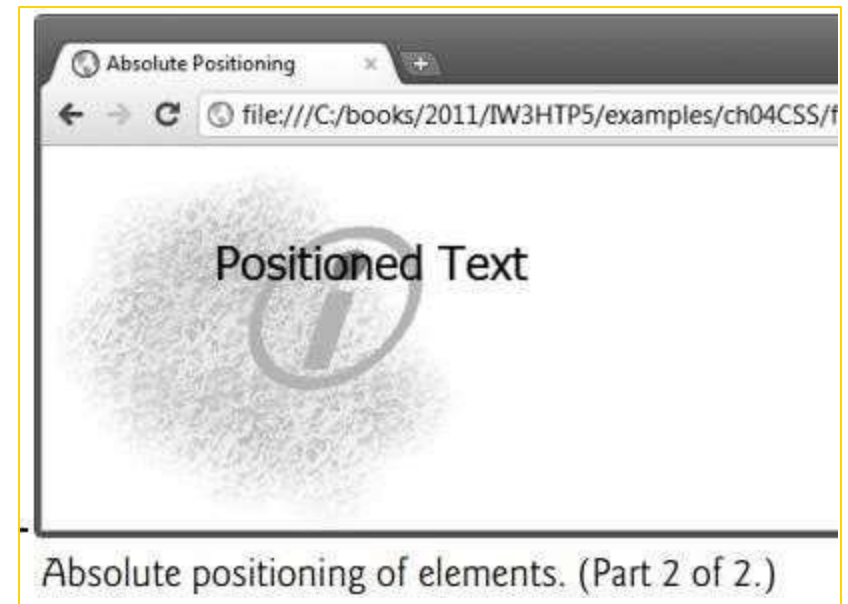 Absolute Positioning
file:///C:/books/2011/IW3HTP5/examples/ch04CSS/f
Positioned Text
i
Absolute positioning of elements. (Part 2 of 2.)